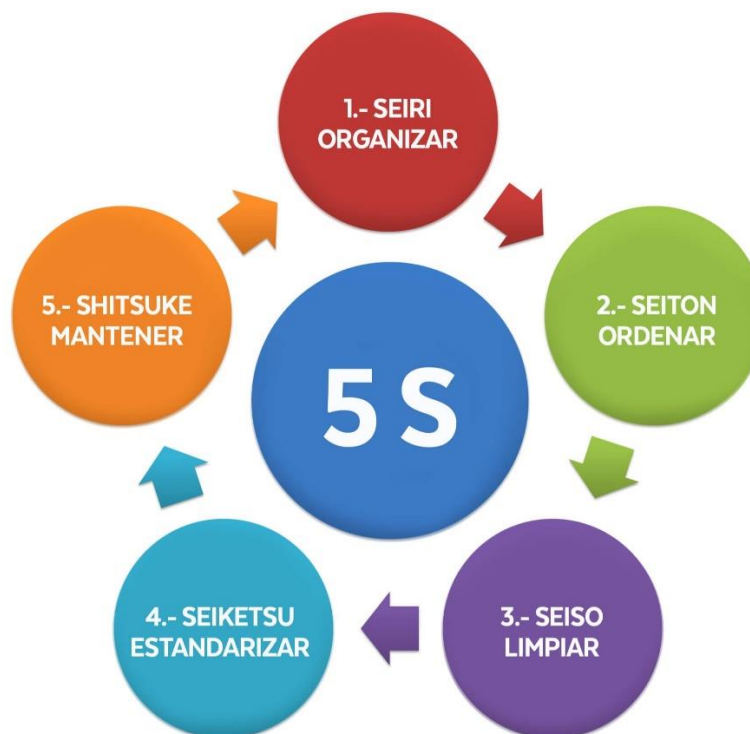 1.- SEIRI
ORGANIZAR
2.- SEITON
ORDENAR
3.- SEISO
LIMPIAR
4.- SEIKETSU
ESTANDARIZAR
5.- SHITSUKE
MANTENER
5 S